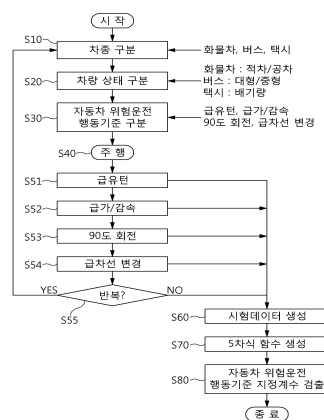 시 작
S10
차종 구분
화물차, 버스, 택시
S20
차량 상태 구분
화물차 : 적차/공차
버스 : 대형/중형
택시 : 배기량
S30
자동차 위험운전
행동기준 구분
급유턴, 급가/감속
90도 회전, 급차선 변경
S40
주 행
S51
급유턴
S52
급가/감속
S53
90도 회전
S54
급차선 변경
YES
반복?
NO
S55
S60
시험데이터 생성
S70
5차식 함수 생성
S80
자동차 위험운전
행동기준 지정계수 검출
종 료